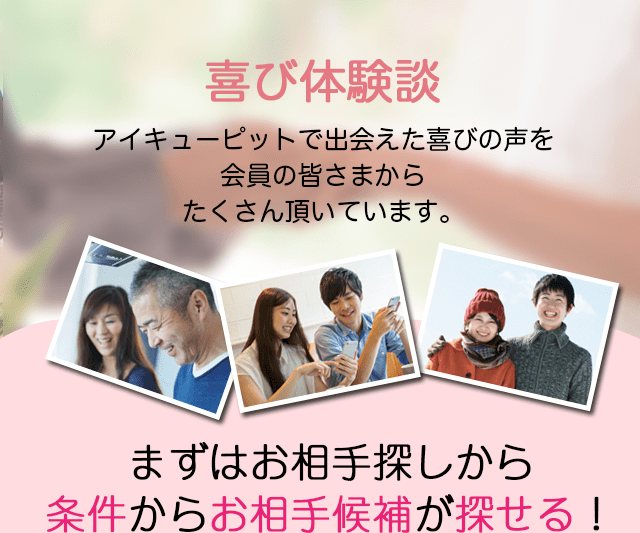 喜び体験談
アイキューピットで出会えた喜びの声を
会員の皆さまから
たくさん頂いています。
まずはお相手探しから
条件からお相手候補が探せる！